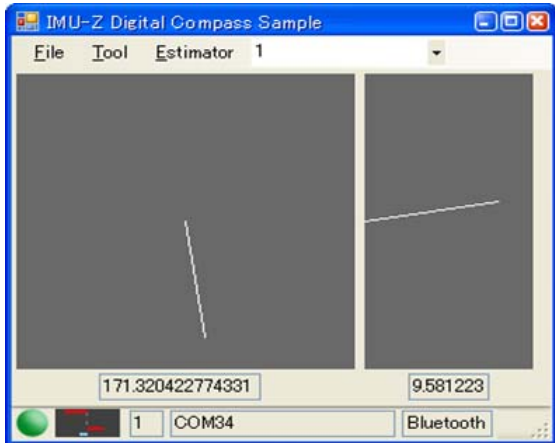 IMU-Z Digital Compass Sample
File Tool Estimator 1
171.320422774331 9.581223
1 COM34 Bluetooth